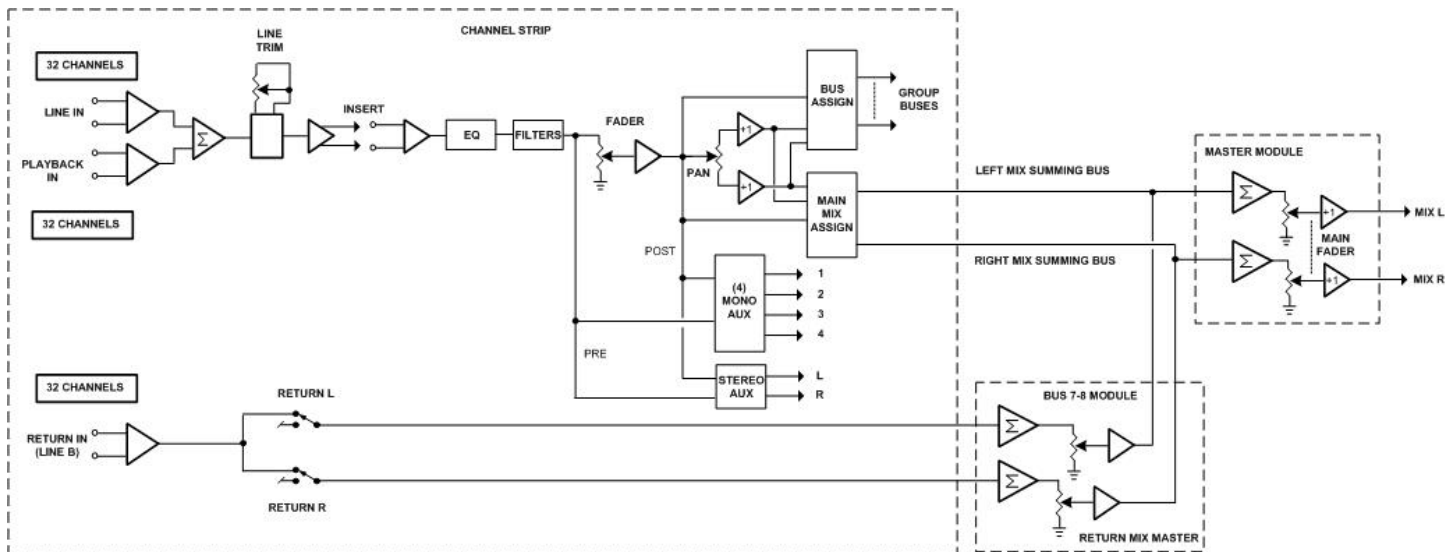 CHANNEL STRIP
LINE
TRIM
32 CHANNELS
LINE IN
PLAYBACK
IN
32 CHANNELS
Σ
INSERT
EQ
FILTERS
FADER
PAN
+1
+1
BUS
ASSIGN
GROUP
BUSES
MAIN
MIX
ASSIGN
POST
PRE
(4)
MONO
AUX
1
2
3
4
STEREO
AUX
L
R
LEFT MIX SUMMING BUS
RIGHT MIX SUMMING BUS
MASTER MODULE
Σ
Σ
+1
+1
MAIN
FADER
MIX L
MIX R
32 CHANNELS
RETURN IN
(LINE B)
RETURN L
RETURN R
BUS 7-8 MODULE
Σ
Σ
RETURN MIX MASTER